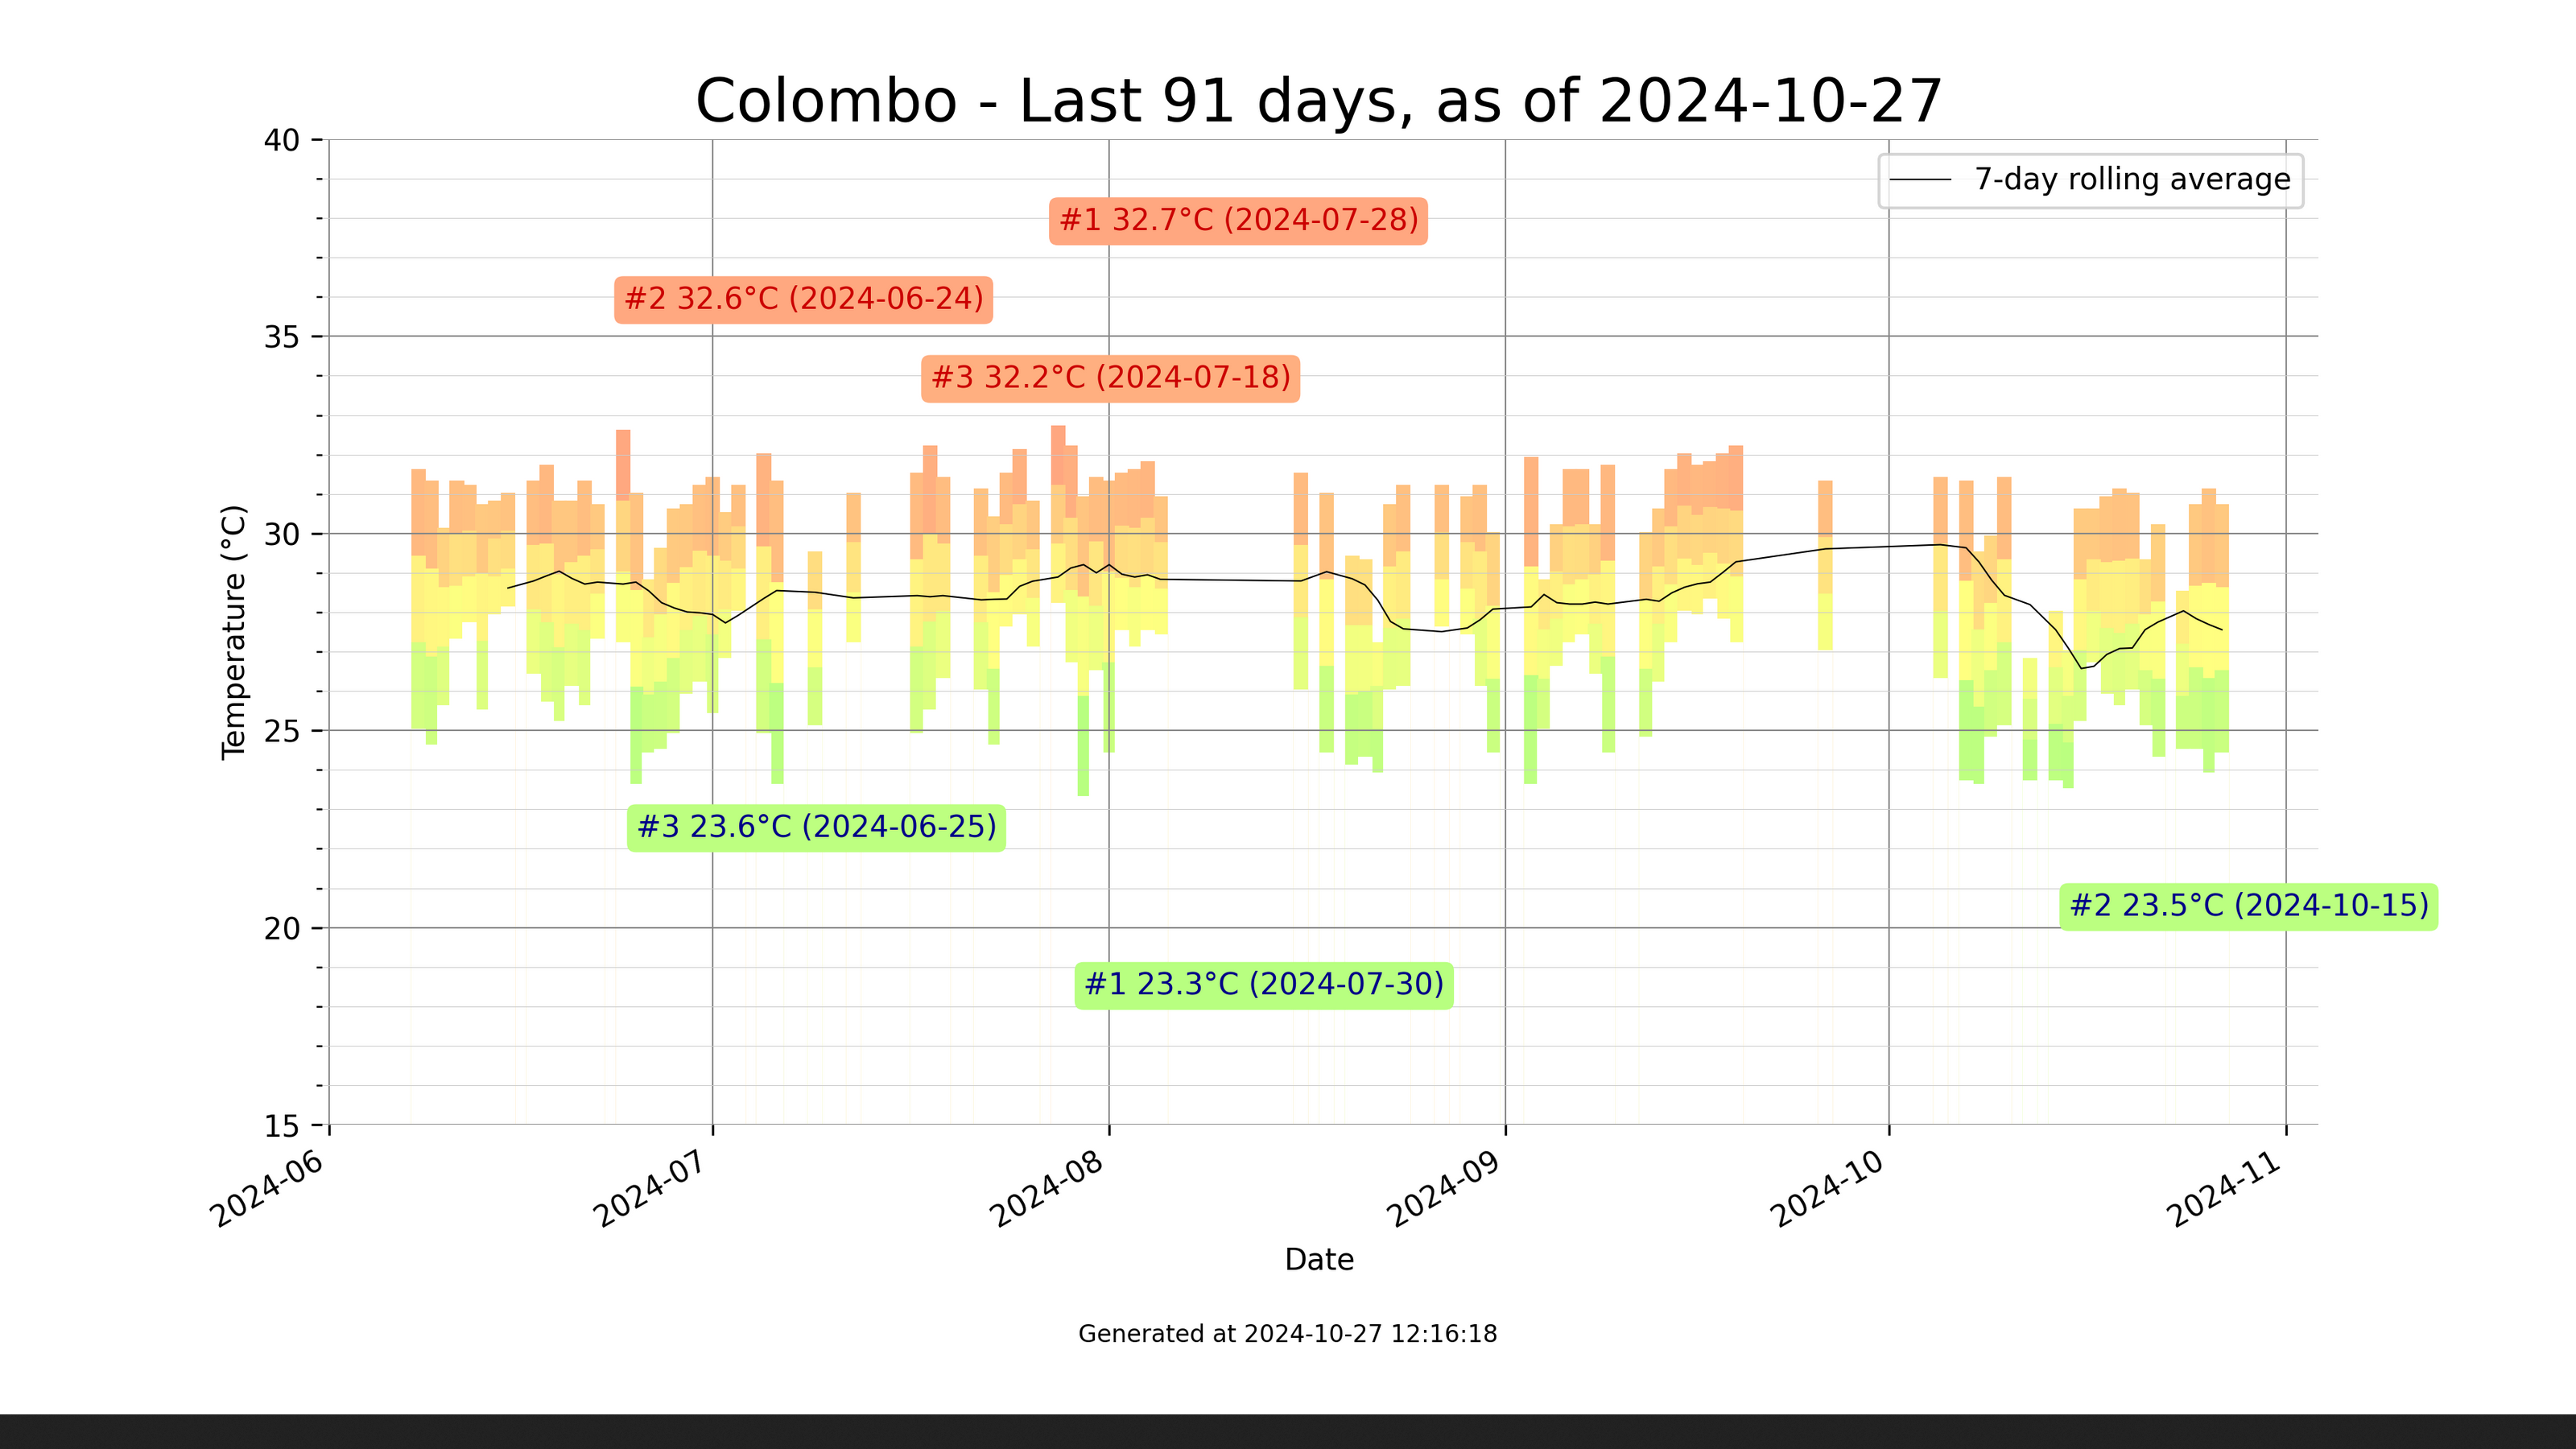 Colombo - Last 91 days, as of 2024-10-27
40
35
30
25
20
15
Temperature (°C)
7-day rolling average
#1 32.7°C (2024-07-28)
#2 32.6°C (2024-06-24)
#3 32.2°C (2024-07-18)
#3 23.6°C (2024-06-25)
#2 23.5°C (2024-10-15)
#1 23.3°C (2024-07-30)
2024-06
2024-07
2024-08
2024-09
2024-10
2024-11
Date
Generated at 2024-10-27 12:16:18